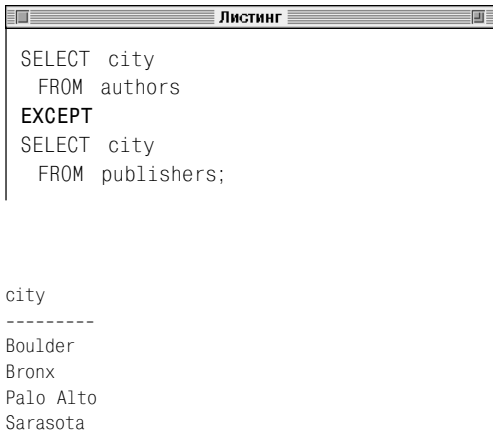 Листинг
SELECT city
FROM authors
EXCEPT
SELECT city
FROM publishers;
city
---------
Boulder
Bronx
Palo Alto
Sarasota